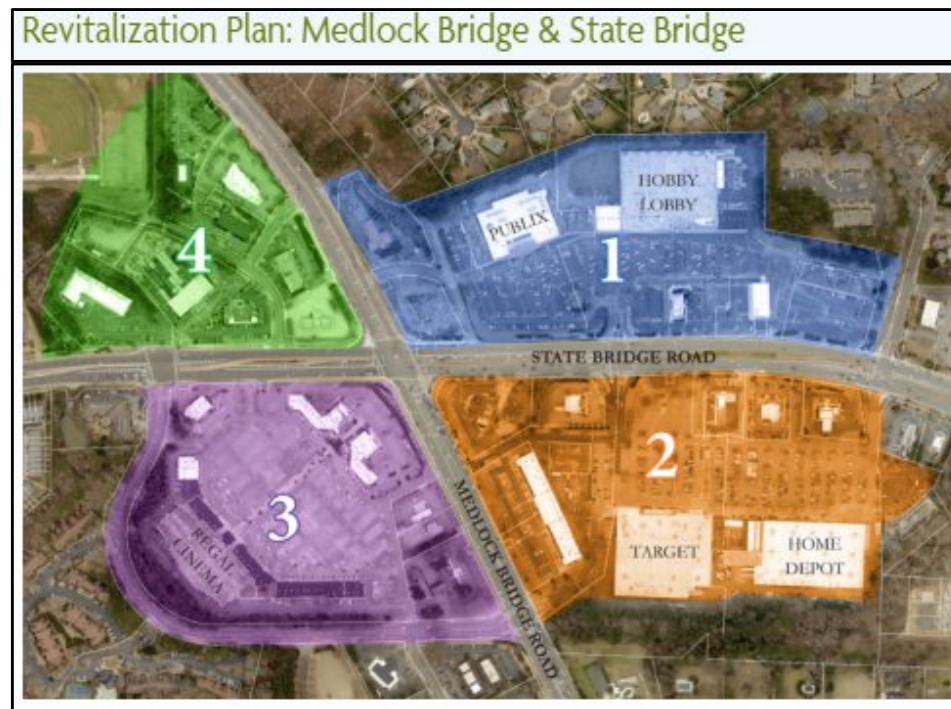 Revitalization Plan: Medlock Bridge & State Bridge
4
PUBLIX
HOBBY
LOBBY
1
STATE BRIDGE ROAD
3
REGAL
CINEMA
MEDLOCK BRIDGE ROAD
2
TARGET
HOME
DEPOT